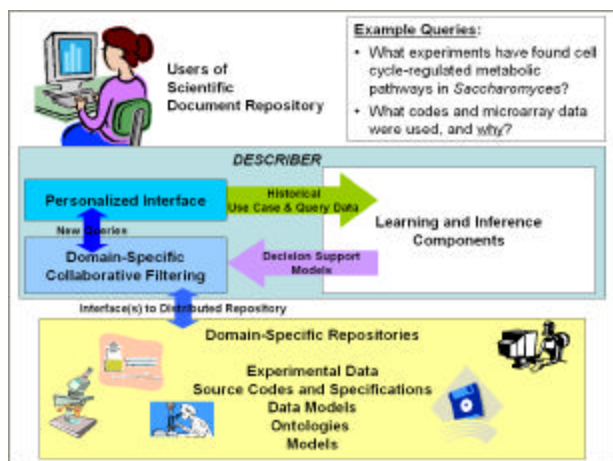 Example Queries:
• What experiments have found cell
cycle-regulated metabolic
pathways in Saccharomyces?
• What codes and microarray data
were used, and why?
Users of
Scientific
Document Repository
DESCRIBER
Personalized Interface
Historical
Use Case & Query Data
Learning and Inference
Components
New Queries
Domain-Specific
Collaborative Filtering
Decision Support
Models
Interface(s) to Distributed Repository
Domain-Specific Repositories
Experimental Data
Source Codes and Specifications
Data Models
Ontologies
Models